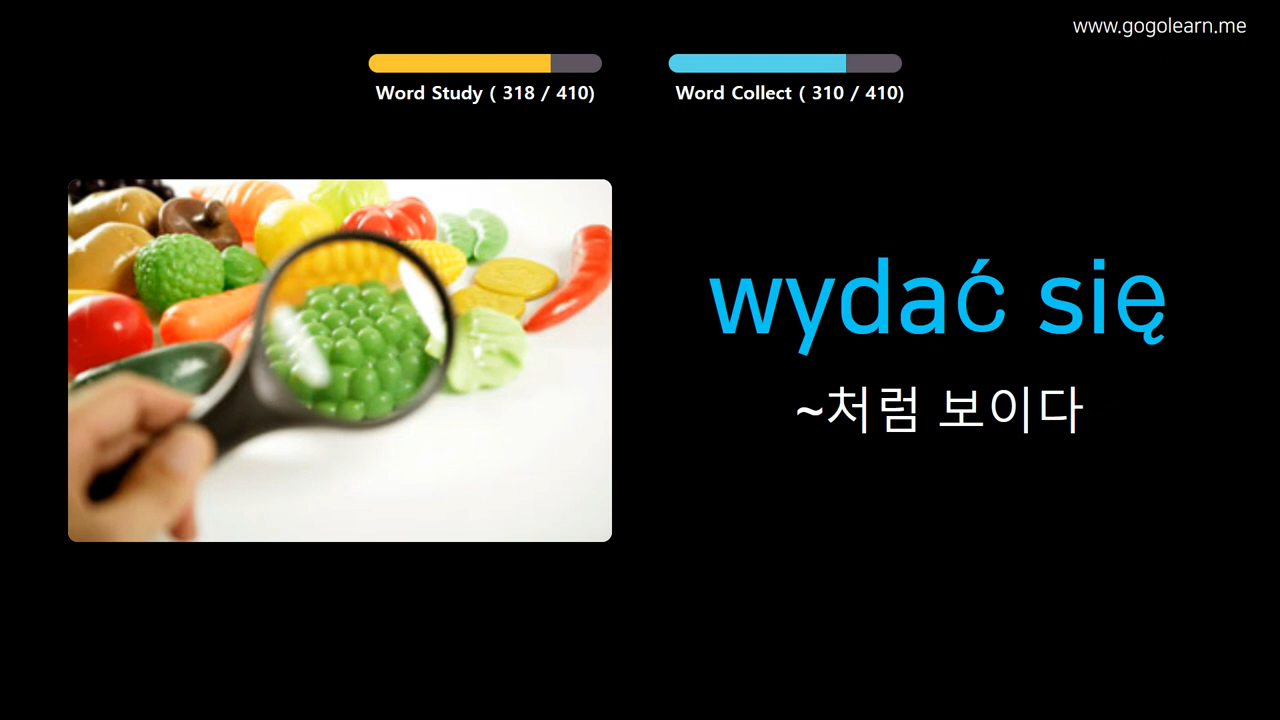 www.gogolearn.me
Word Study ( 318 / 410)
Word Collect ( 310 / 410)
wydać się
~처럼 보이다